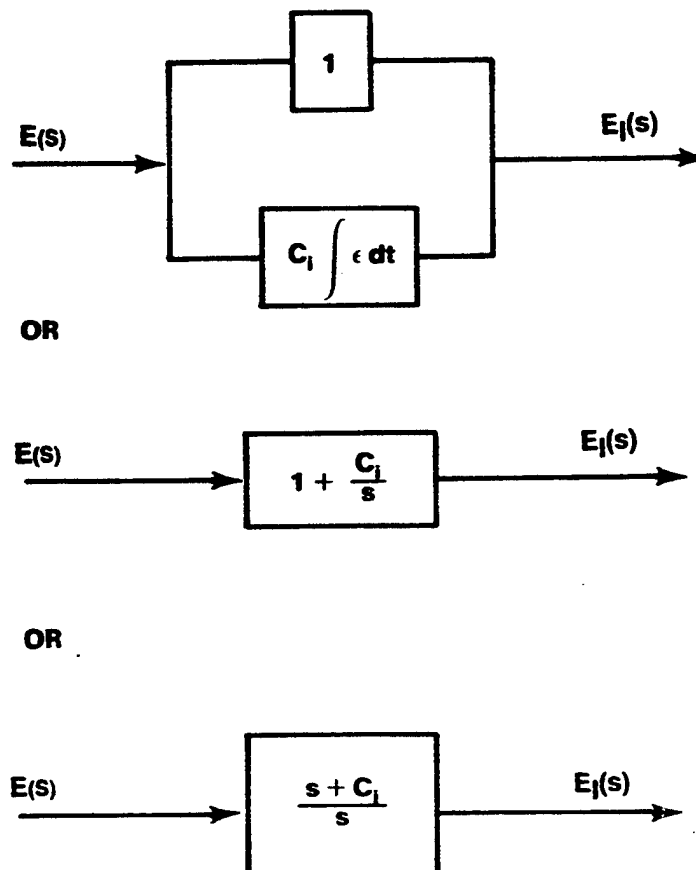 1
E(s)
E_I(s)
C_i ∫ ϵ dt
OR
E(s)
1 + C_i/s
E_I(s)
OR
E(s)
s + C_i/s
E_I(s)